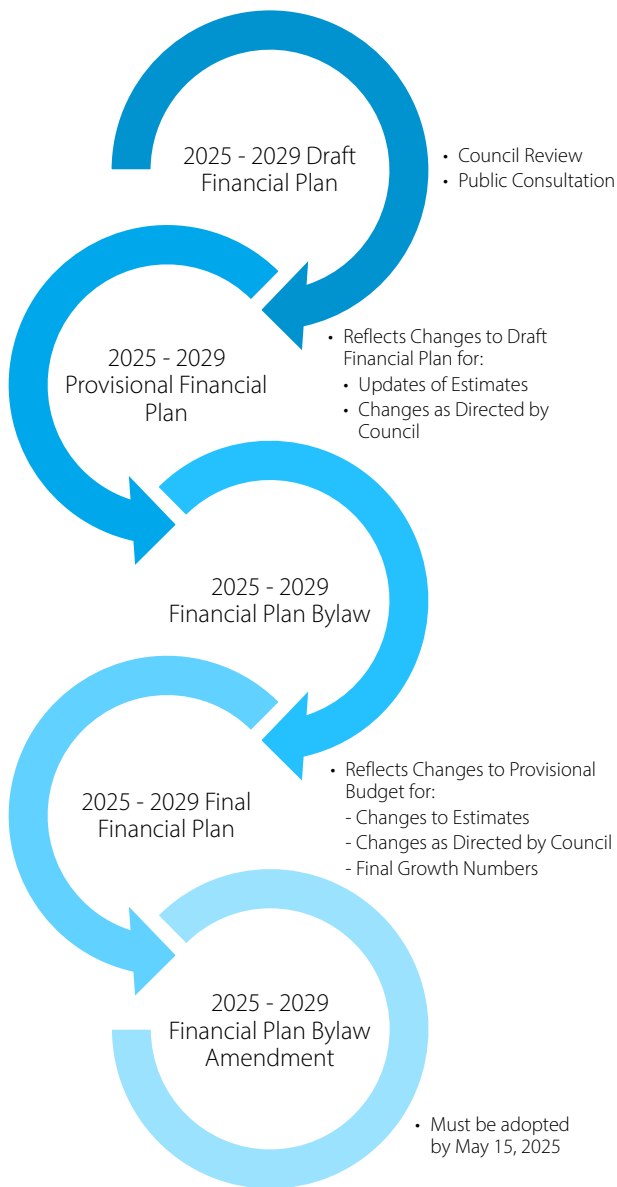 2025 - 2029 Draft
Financial Plan
• Council Review
• Public Consultation
2025 - 2029
Provisional Financial
Plan
• Reflects Changes to Draft
Financial Plan for:
• Updates of Estimates
• Changes as Directed by
Council
2025 - 2029
Financial Plan Bylaw
2025 - 2029 Final
Financial Plan
• Reflects Changes to Provisional
Budget for:
- Changes to Estimates
- Changes as Directed by Council
- Final Growth Numbers
2025 - 2029
Financial Plan Bylaw
Amendment
• Must be adopted
by May 15, 2025